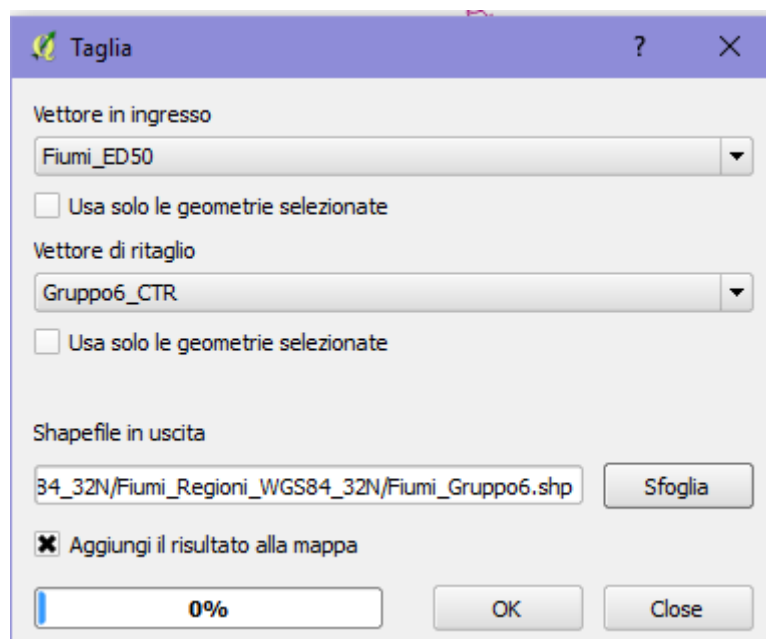 Taglia ?
Vettore in ingresso
Fiumi_ED50
Usa solo le geometrie selezionate
Vettore di ritaglio
Gruppo6_CTR
Usa solo le geometrie selezionate
Shapefile in uscita
34_32N/Fiumi_Regioni_WGS84_32N/Fiumi_Gruppo6.shp Sfoglia
Aggiungi il risultato alla mappa
0% OK Close